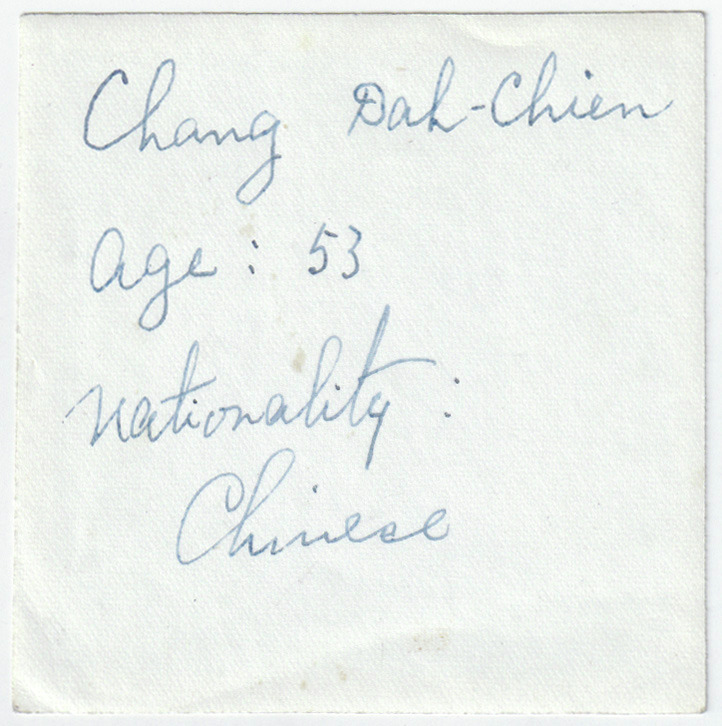 Chang Dah-Chien
Age: 53
Nationality:
Chinese